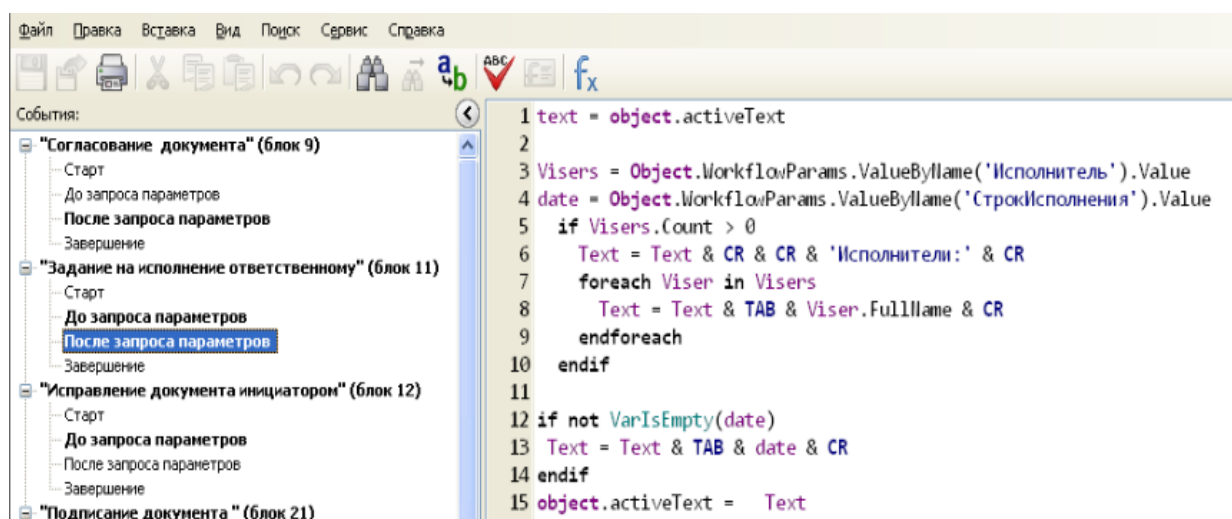 Файл Правка Вставка Вид Поиск Сервис Справка
a b ABC fx
События:
"Согласование документа" (блок 9)
Старт
До запроса параметров
После запроса параметров
Завершение
"Задание на исполнение ответственному" (блок 11)
Старт
До запроса параметров
После запроса параметров
Завершение
"Исправление документа инициатором" (блок 12)
Старт
До запроса параметров
После запроса параметров
Завершение
"Подписание документа " (блок 21)
1 text = object.activeText
2
3 Visers = Object.WorkflowParams.ValueByName('Исполнитель').Value
4 date = Object.WorkflowParams.ValueByName('СтрокИсполнения').Value
5 if Visers.Count > 0
6 Text = Text & CR & CR & 'Исполнители:' & CR
7 foreach Viser in Visers
8 Text = Text & TAB & Viser.FullName & CR
9 endforeach
10 endif
11
12 if not VarIsEmpty(date)
13 Text = Text & TAB & date & CR
14 endif
15 object.activeText = Text